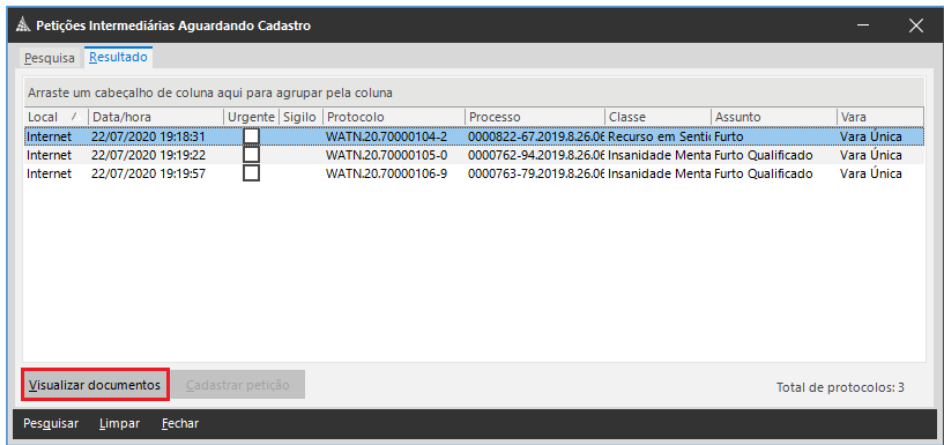 Petições Intermediárias Aguardando Cadastro
Pesquisa Resultado
Arraste um cabeçalho de coluna aqui para agrupar pela coluna
Local / Data/hora Urgente Sigilo Protocolo Processo Classe Assunto Vara
Internet 22/07/2020 19:18:31 WATN.20.70000104-2 0000822-67.2019.8.26.06 Recurso em Senti Furto Vara Única
Internet 22/07/2020 19:19:22 WATN.20.70000105-0 0000762-94.2019.8.26.06 Insanidade Menta Furto Qualificado Vara Única
Internet 22/07/2020 19:19:57 WATN.20.70000106-9 0000763-79.2019.8.26.06 Insanidade Menta Furto Qualificado Vara Única
Visualizar documentos Cadastrar petição Total de protocolos: 3
Pesquisar Limpar Fechar